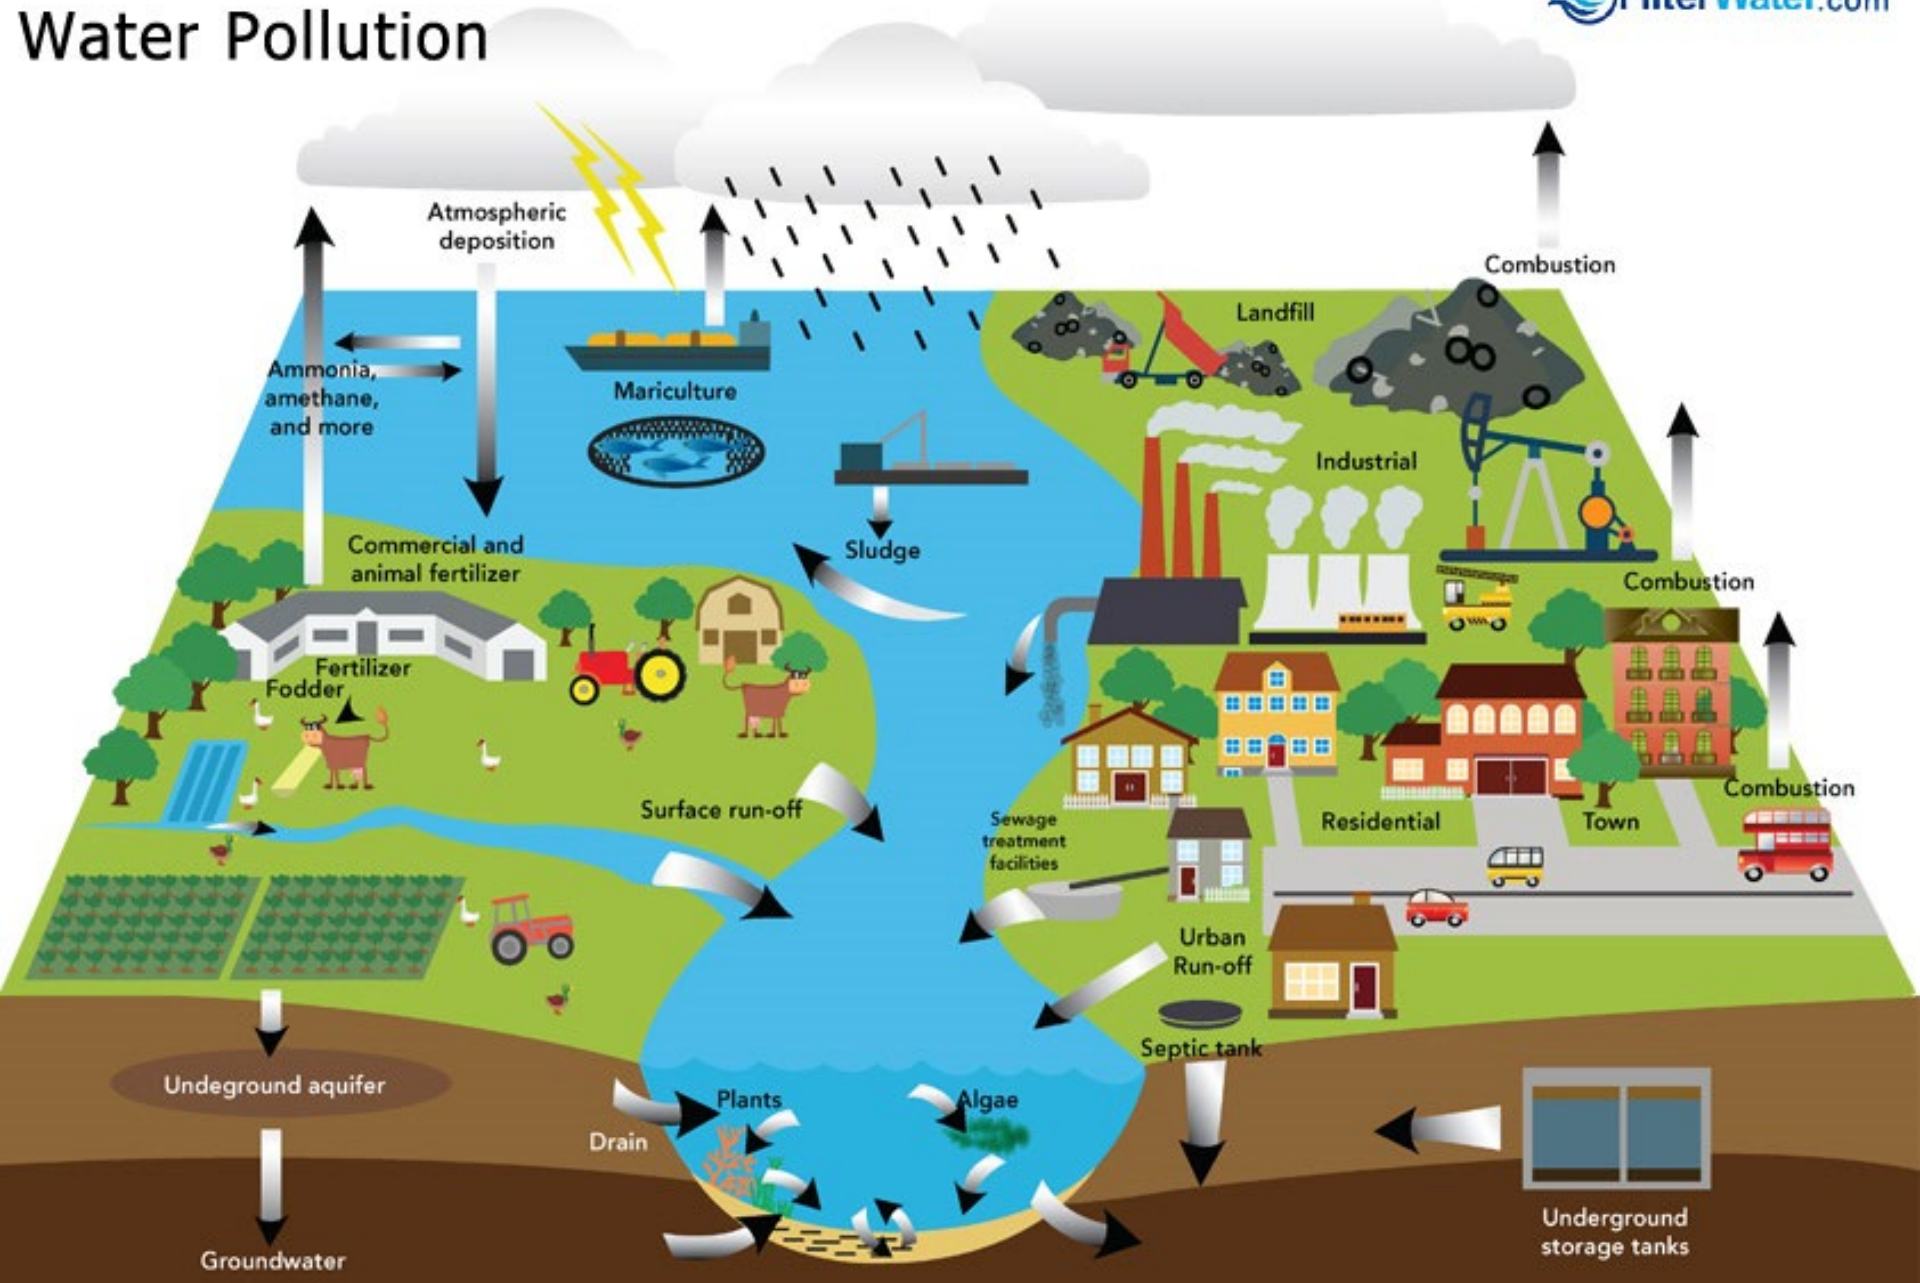 Water Pollution
FilterWater.com
Atmospheric
deposition
Combustion
Landfill
Ammonia,
amethane,
and more
Mariculture
Industrial
Sludge
Commercial and
animal fertilizer
Combustion
Fertilizer
Fodder
Combustion
Surface run-off
Sewage
treatment
facilities
Residential
Town
Urban
Run-off
Septic tank
Undeground aquifer
Plants
Algae
Drain
Underground
storage tanks
Groundwater